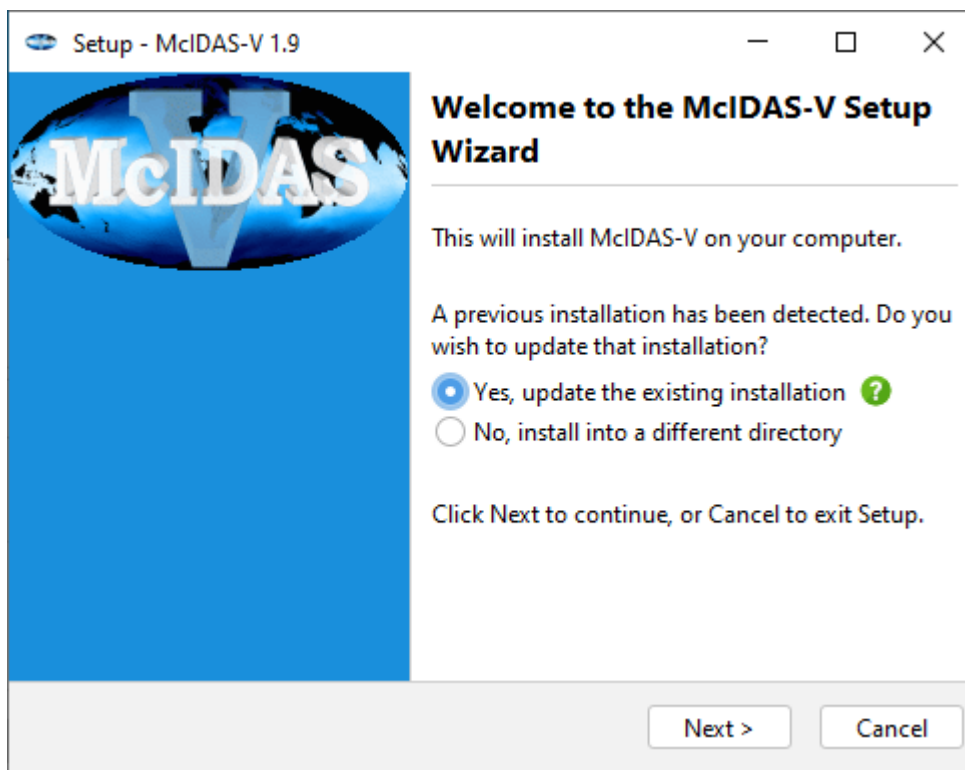 Setup - McIDAS-V 1.9
V
McIDAS
Welcome to the McIDAS-V Setup
Wizard
This will install McIDAS-V on your computer.
A previous installation has been detected. Do you
wish to update that installation?
Yes, update the existing installation ?
No, install into a different directory
Click Next to continue, or Cancel to exit Setup.
Next >
Cancel